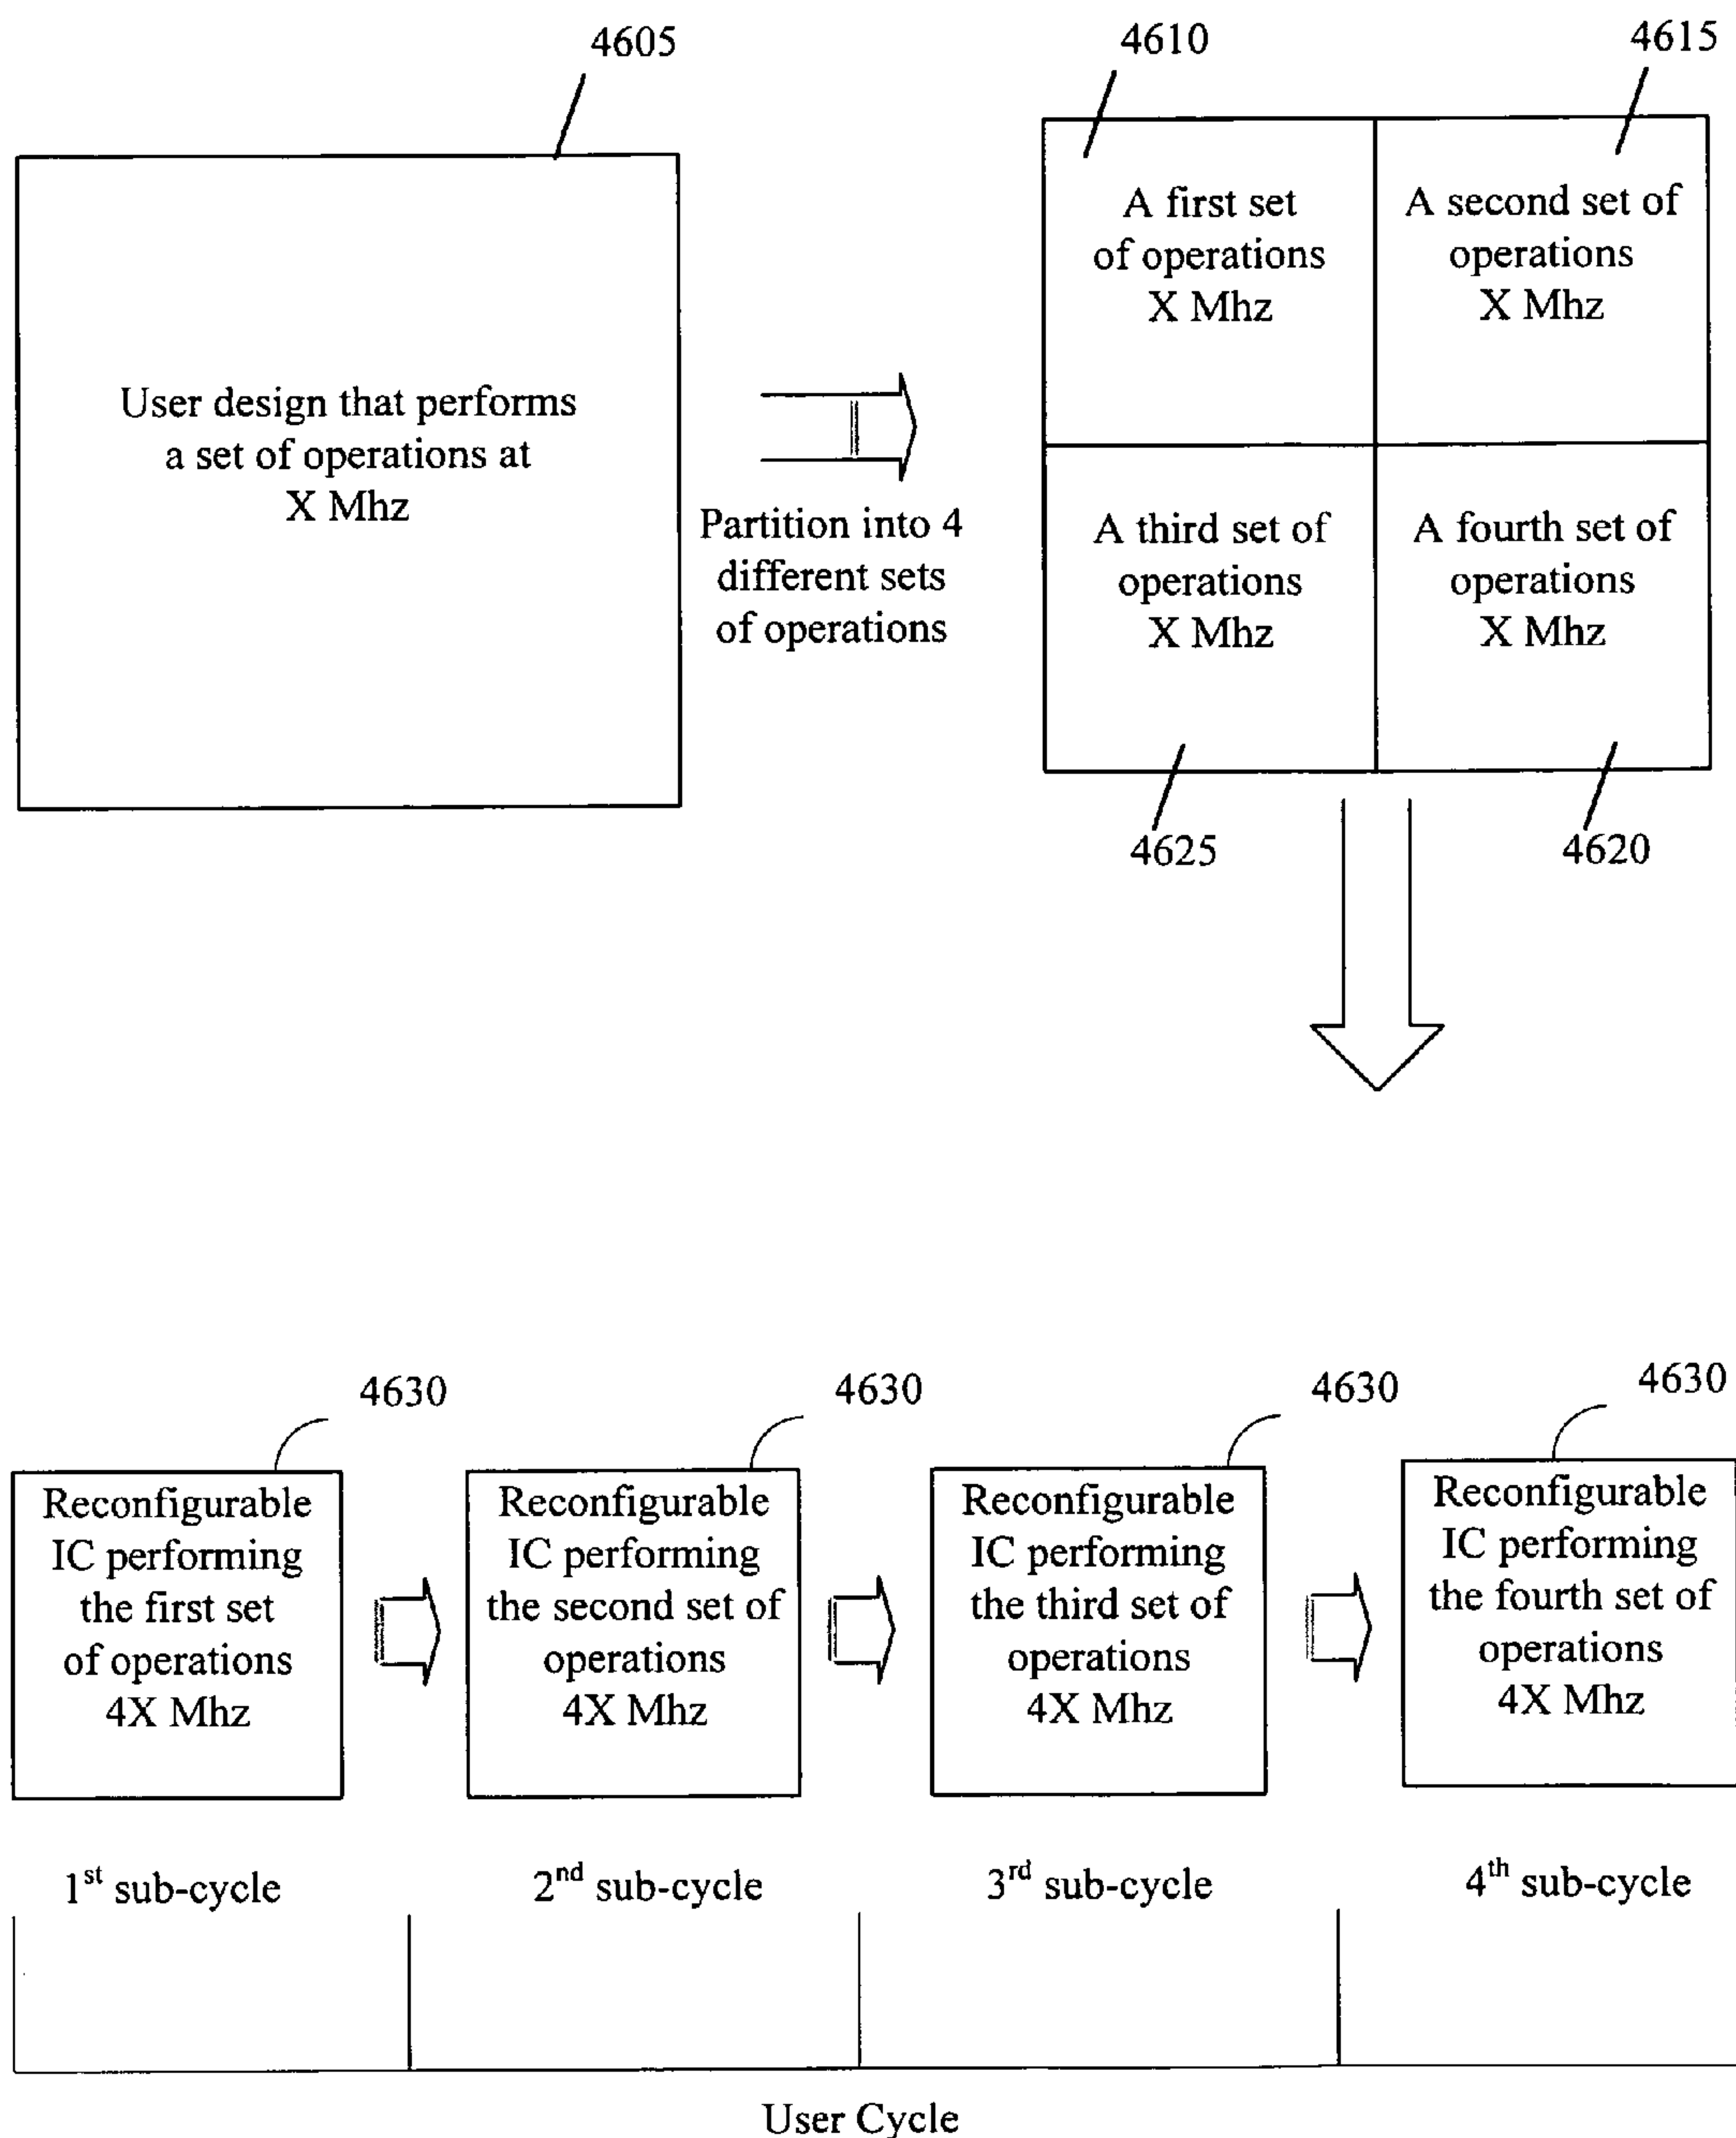 4605
User design that performs
a set of operations at
X Mhz
Partition into 4
different sets
of operations
4610
4615
A first set
of operations
X Mhz
A second set of
operations
X Mhz
A third set of
operations
X Mhz
A fourth set of
operations
X Mhz
4625
4620
4630
Reconfigurable
IC performing
the first set
of operations
4X Mhz
4630
Reconfigurable
IC performing
the second set of
operations
4X Mhz
4630
Reconfigurable
IC performing
the third set of
operations
4X Mhz
4630
Reconfigurable
IC performing
the fourth set of
operations
4X Mhz
1st sub-cycle
2nd sub-cycle
3rd sub-cycle
4th sub-cycle
User Cycle